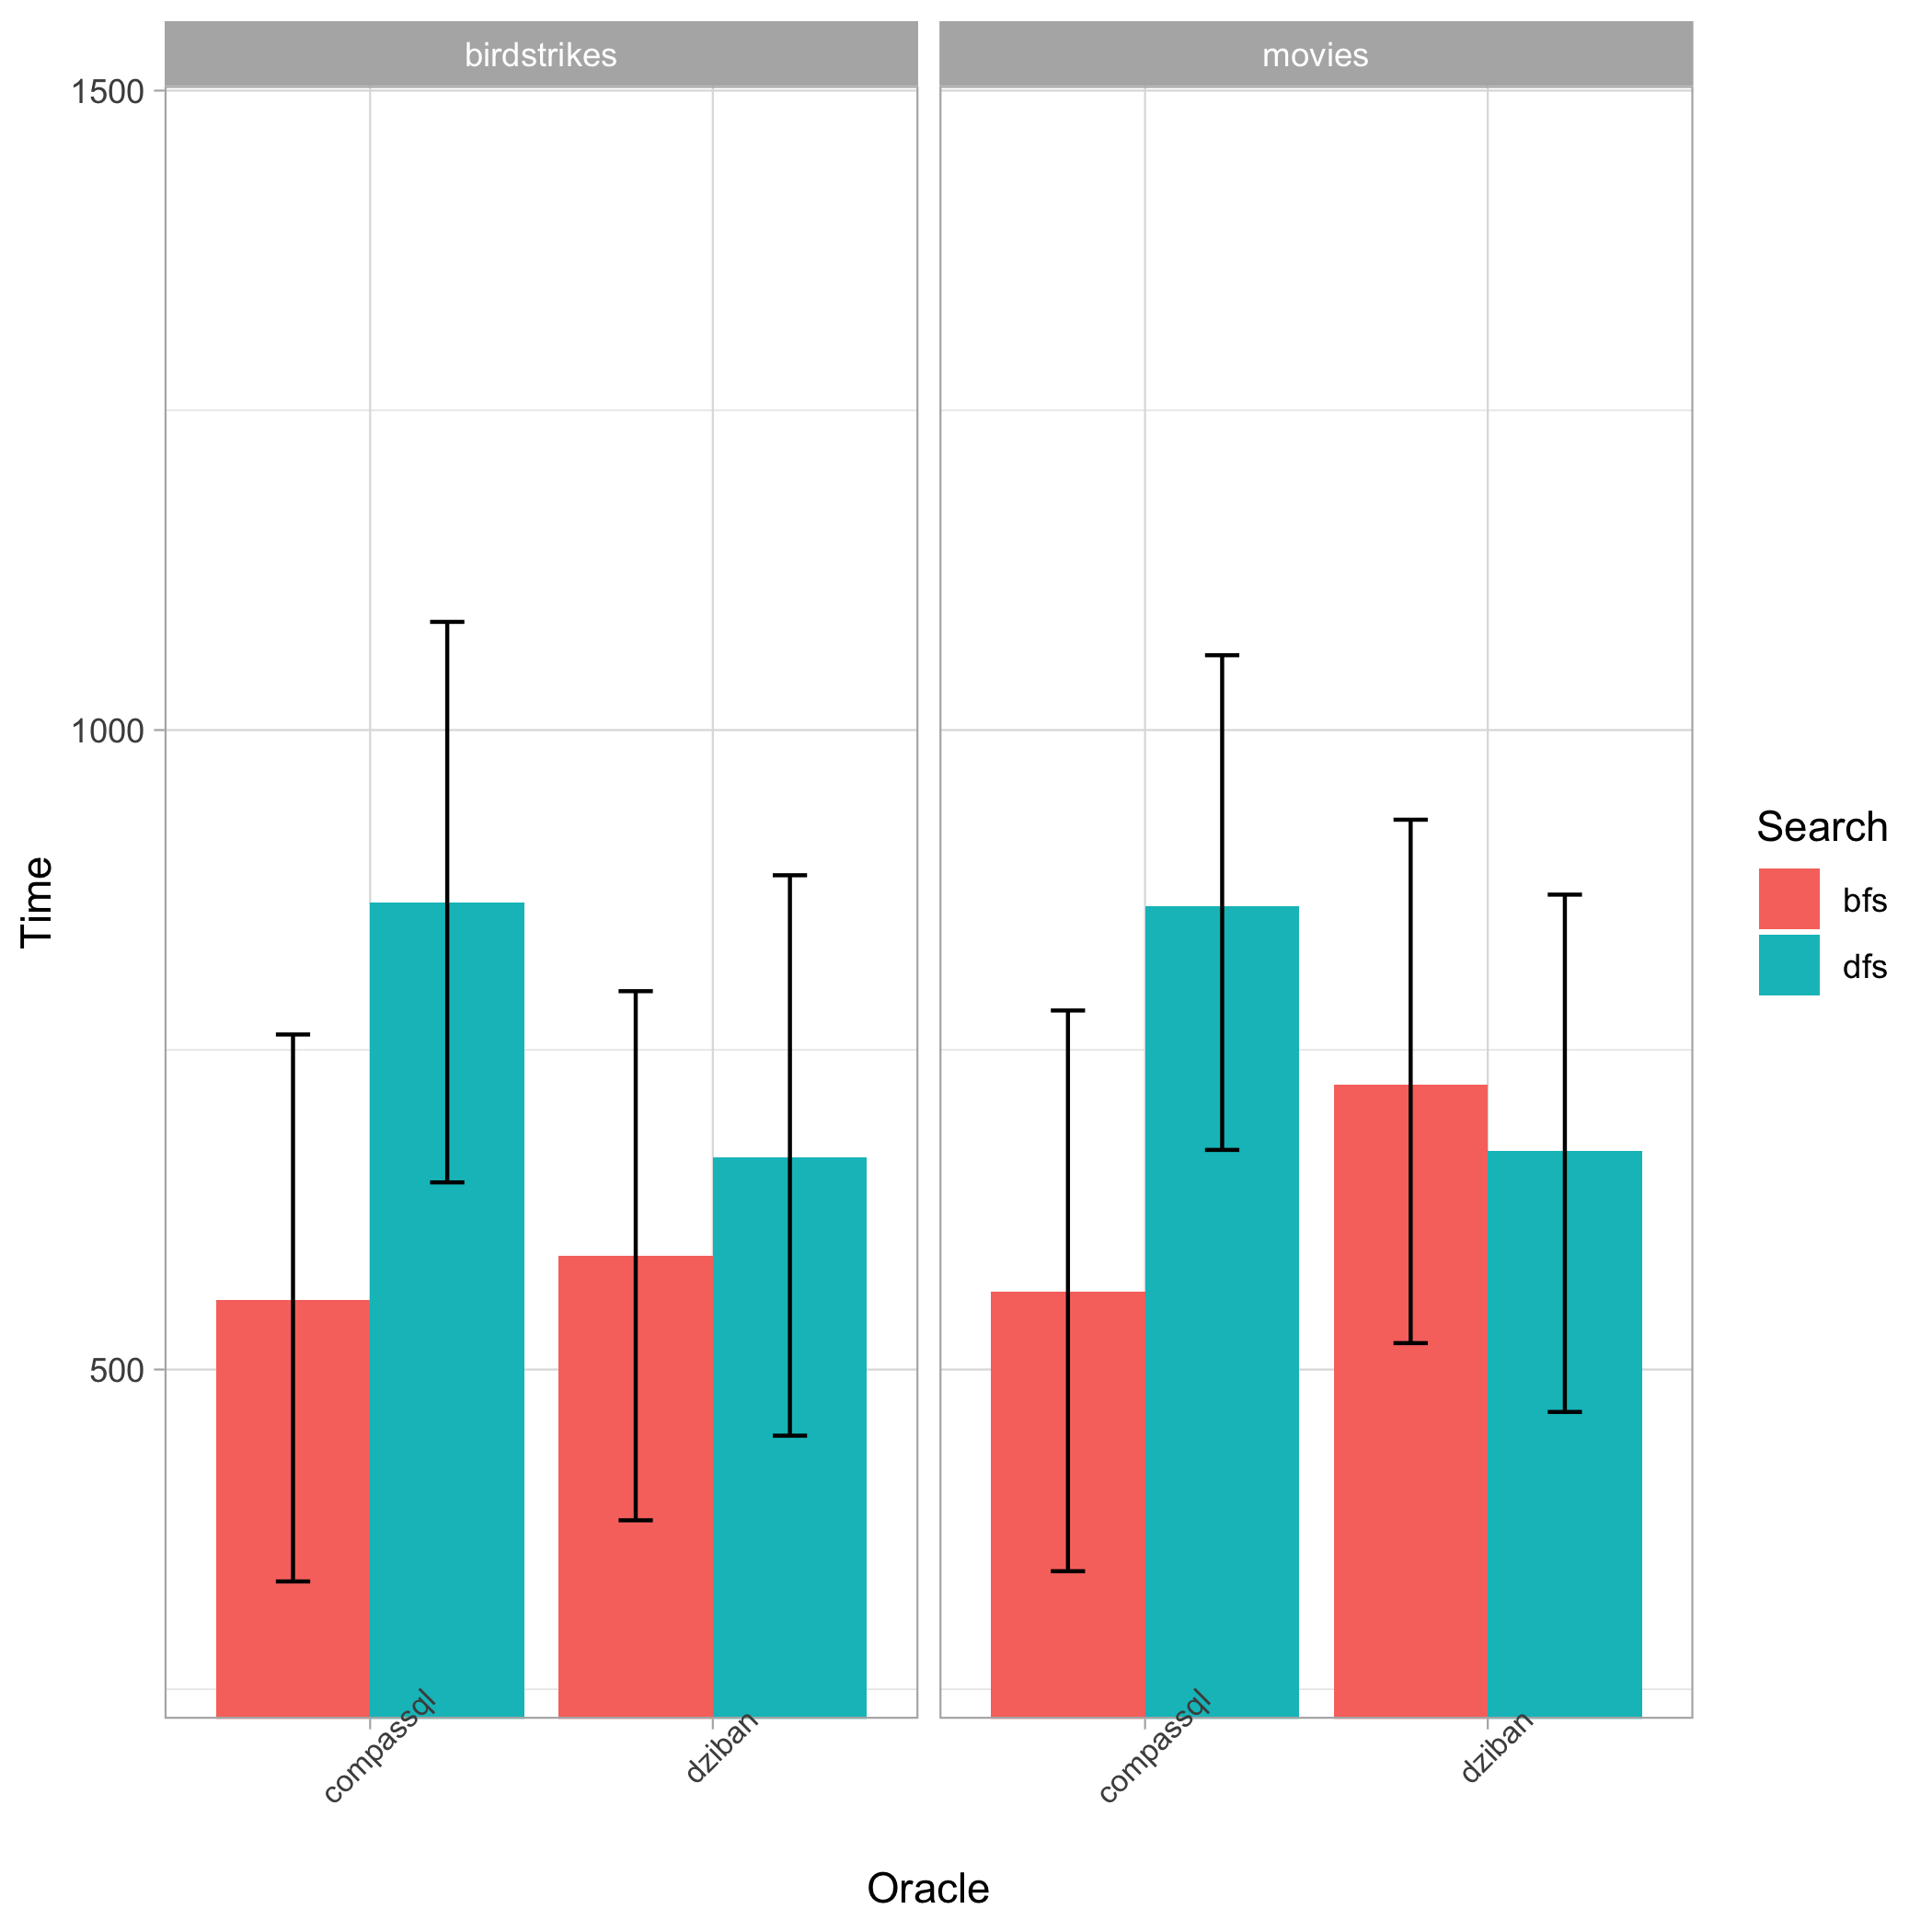 birdstrikes
movies
1500
1000
500
Time
compassql
dziban
compassql
dziban
Oracle
Search
bfs
dfs